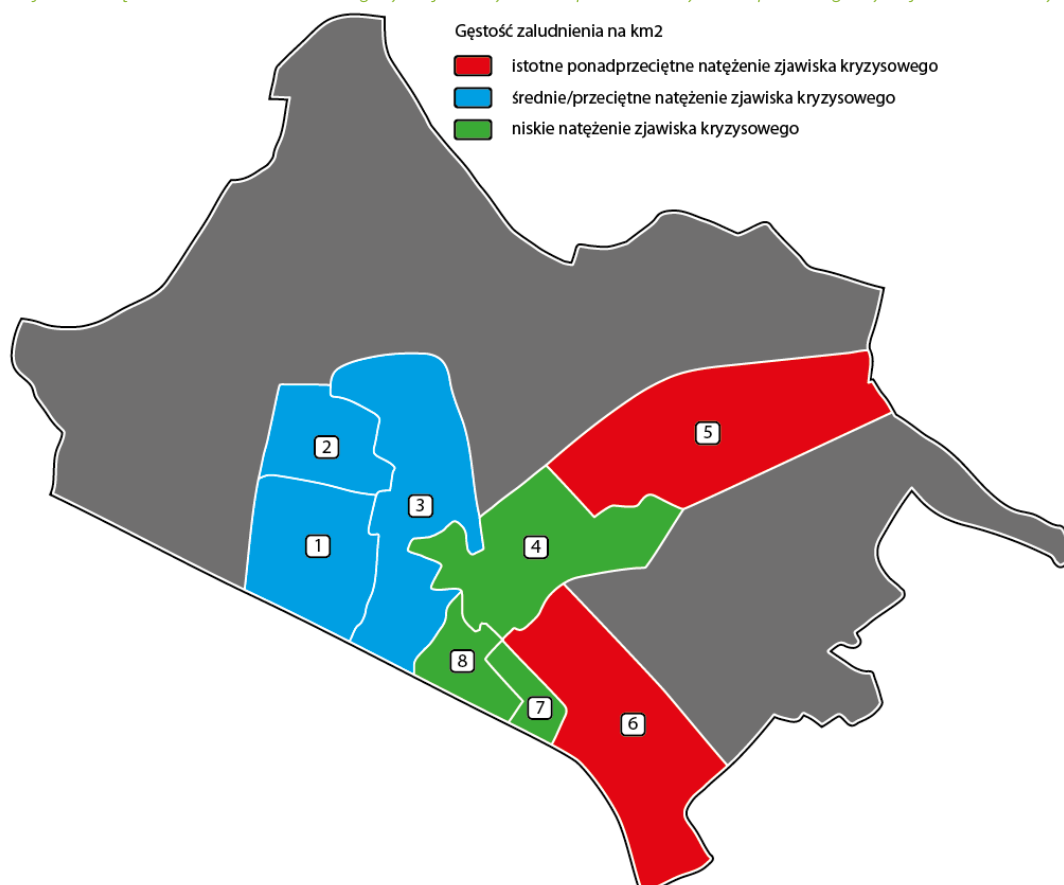 Gęstość zaludnienia na km2
istotne ponadprzeciętne natężenie zjawiska kryzysowego
średnie/przeciętne natężenie zjawiska kryzysowego
niskie natężenie zjawiska kryzysowego
5
2
3
4
1
8
7
6